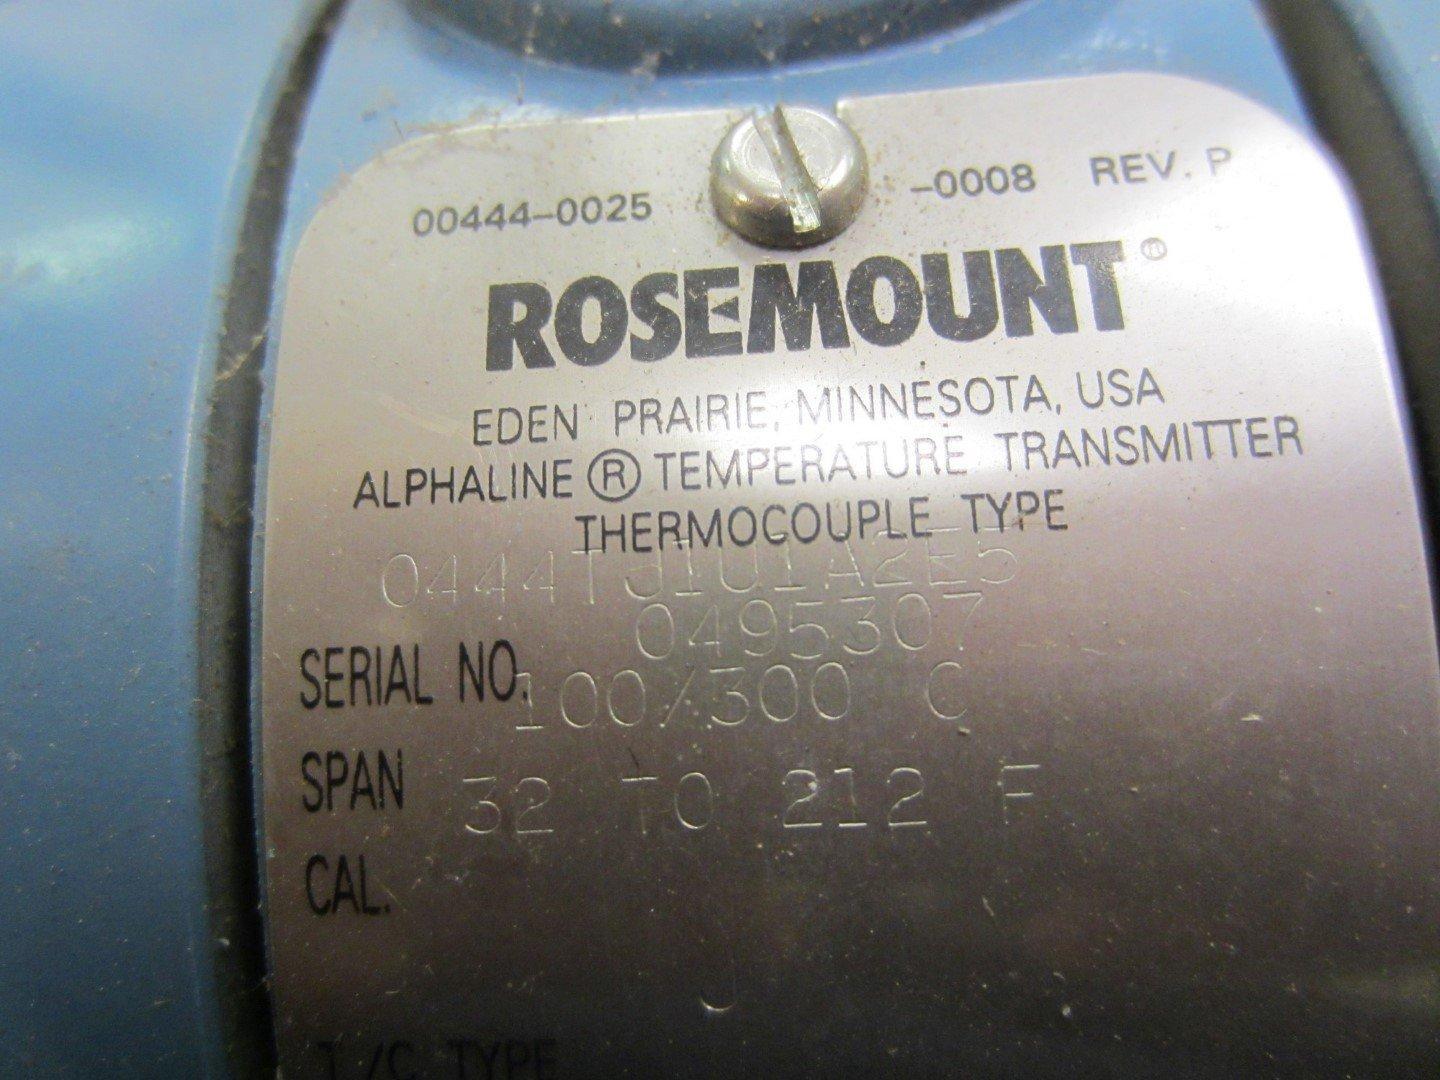 00444-0025 -0008 REV. P
ROSEMOUNT®
EDEN PRAIRIE, MINNESOTA, USA
ALPHALINE ® TEMPERATURE TRANSMITTER
THERMOCOUPLE TYPE
0444TJ1U1A2E5
0495307
SERIAL NO.
100/300 C
SPAN
32 TO 212 F
CAL.
J
T/C TYPE